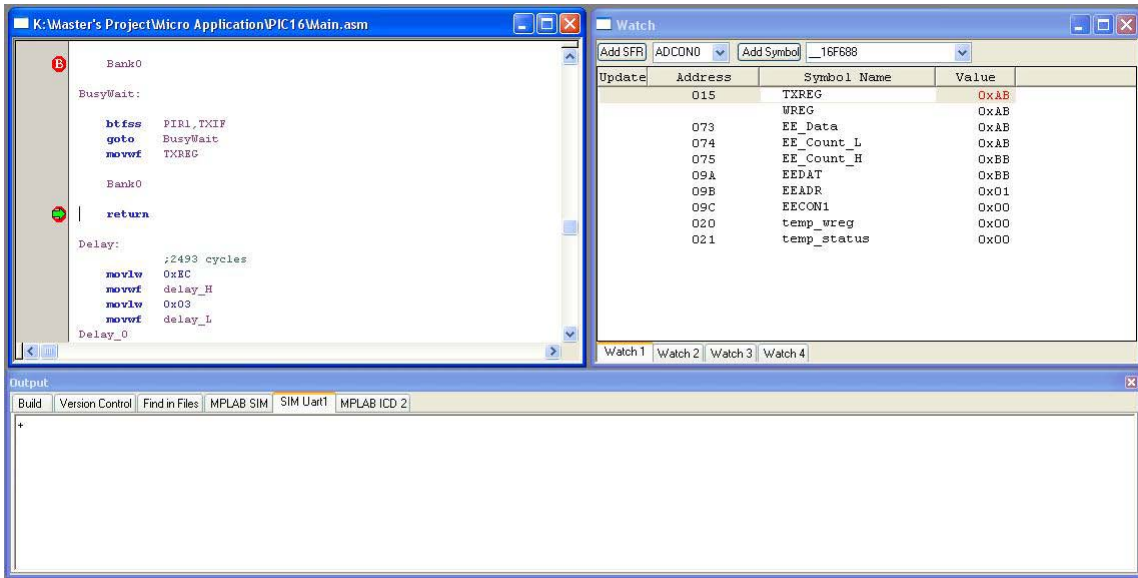 K:\Master's Project\Micro Application\PIC16\Main.asm
B
Bank0
BusyWait:
btfss PIR1,TXIF
goto BusyWait
movwf TXREG
Bank0
return
Delay:
;2493 cycles
movlw 0xEC
movwf delay_H
movlw 0x03
movwf delay_L
Delay_0
Watch
Add SFR ADCON0 Add Symbol __16F688
Update Address Symbol Name Value
015 TXREG 0xAB
WREG 0xAB
073 EE_Data 0xAB
074 EE_Count_L 0xAB
075 EE_Count_H 0xBB
09A EEDAT 0xBB
09B EEADR 0x01
09C EECON1 0x00
020 temp_wreg 0x00
021 temp_status 0x00
Watch 1 Watch 2 Watch 3 Watch 4
Output
Build Version Control Find in Files MPLAB SIM SIM Uart1 MPLAB ICD 2
+